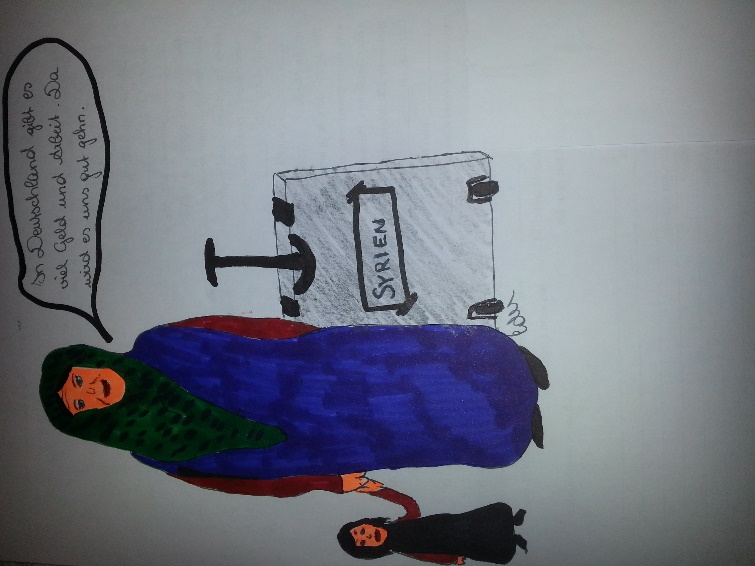 In Deutschland gibt es
viel Geld und Arbeit. Da
wird es uns gut gehn.
SYRIEN